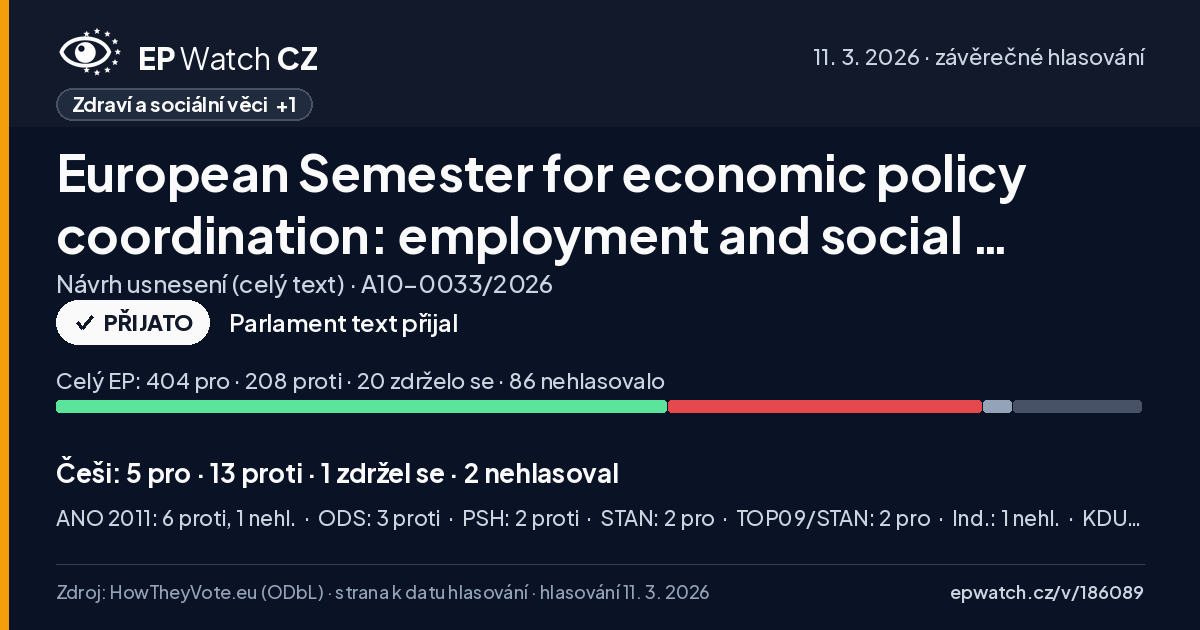 EP Watch CZ
11. 3. 2026 · závěrečné hlasování
Zdraví a sociální věci +1
European Semester for economic policy
coordination: employment and social …
Návrh usnesení (celý text) · A10-0033/2026
✓ PŘIJATO Parlament text přijal
Celý EP: 404 pro · 208 proti · 20 zdrželo se · 86 nehlasovalo
Češi: 5 pro · 13 proti · 1 zdržel se · 2 nehlasoval
ANO 2011: 6 proti, 1 nehl. · ODS: 3 proti · PSH: 2 proti · STAN: 2 pro · TOP09/STAN: 2 pro · Ind.: 1 nehl. · KDU…
Zdroj: HowTheyVote.eu (ODbL) · strana k datu hlasování · hlasování 11. 3. 2026
epwatch.cz/v/186089